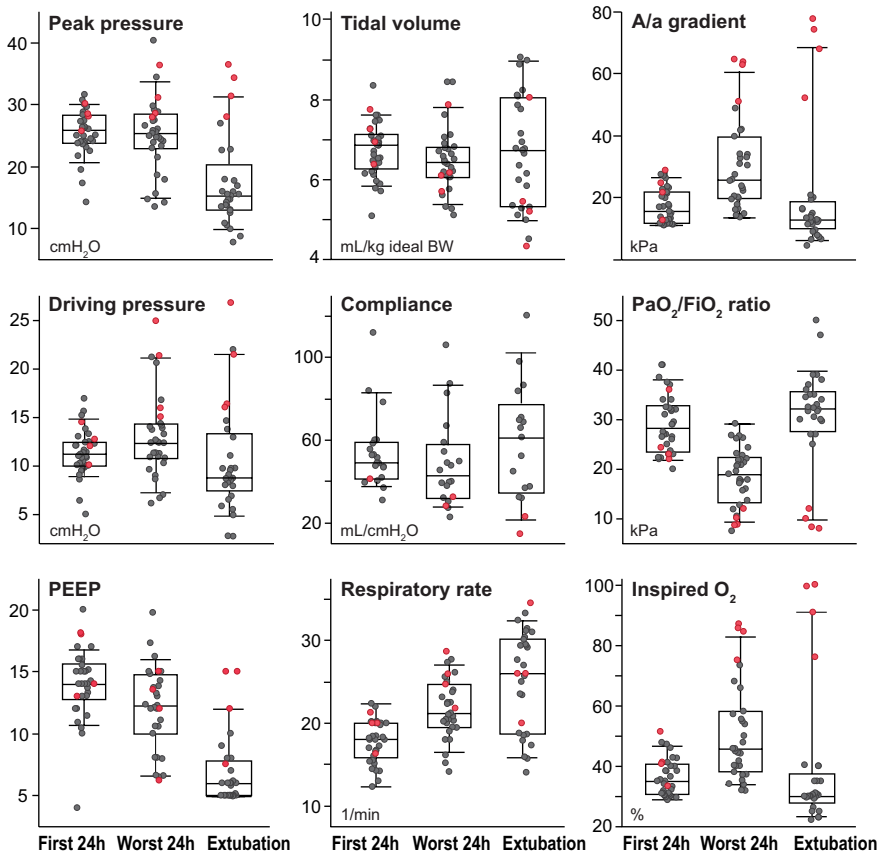 Peak pressure
40
30
20
10
cmH₂O
Tidal volume
10
8
6
4
mL/kg ideal BW
A/a gradient
80
60
40
20
kPa
Driving pressure
25
20
15
10
5
cmH₂O
Compliance
100
60
20
mL/cmH₂O
PaO₂/FiO₂ ratio
50
40
30
20
10
kPa
PEEP
20
15
10
5
Respiratory rate
30
20
10
1/min
Inspired O₂
100
80
60
40
20
%
First 24h Worst 24h Extubation
First 24h Worst 24h Extubation
First 24h Worst 24h Extubation